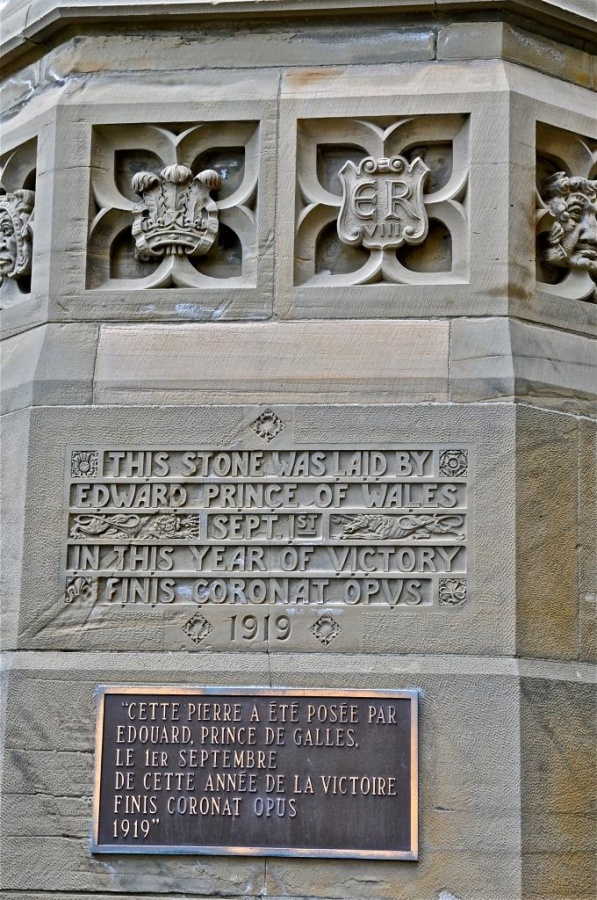 ER
VIII
THIS STONE WAS LAID BY
EDWARD PRINCE OF WALES
SEPT. 1ST
IN THIS YEAR OF VICTORY
FINIS CORONAT OPVS
1919
"CETTE PIERRE A ÉTÉ POSÉE PAR
EDOUARD, PRINCE DE GALLES,
LE 1er SEPTEMBRE
DE CETTE ANNÉE DE LA VICTOIRE
FINIS CORONAT OPUS
1919"